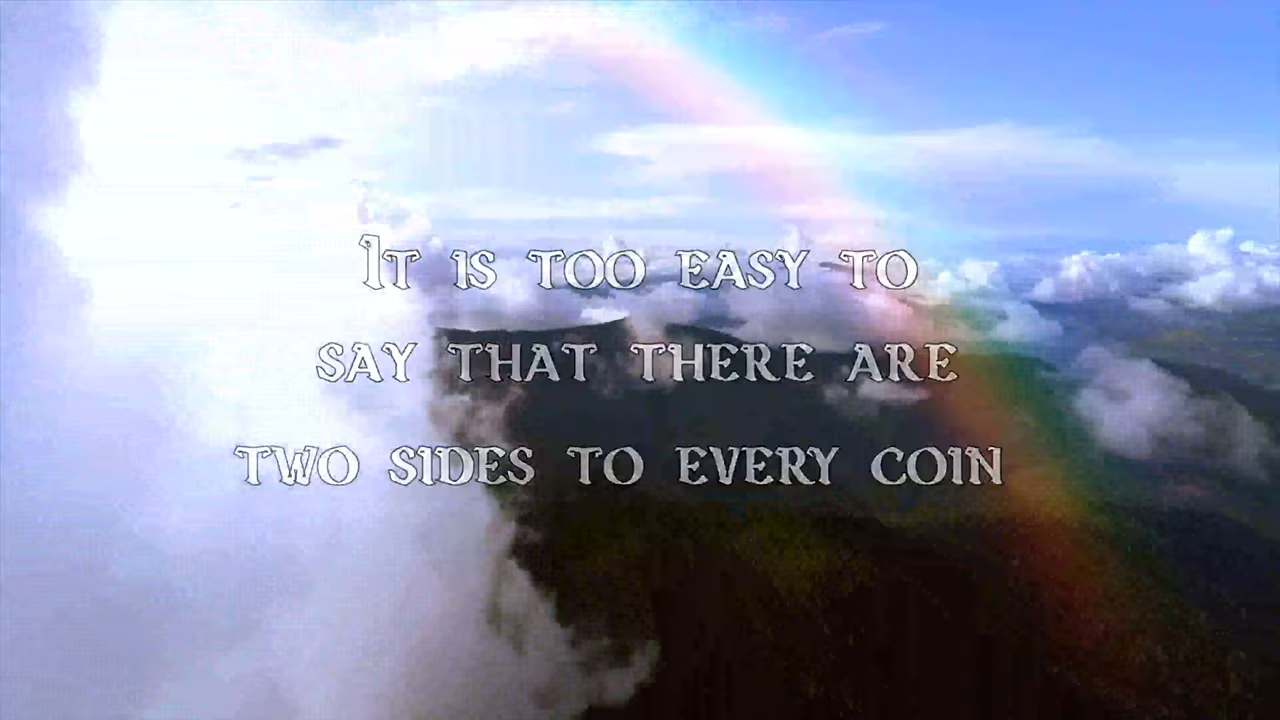 It is too easy to
say that there are
two sides to every coin